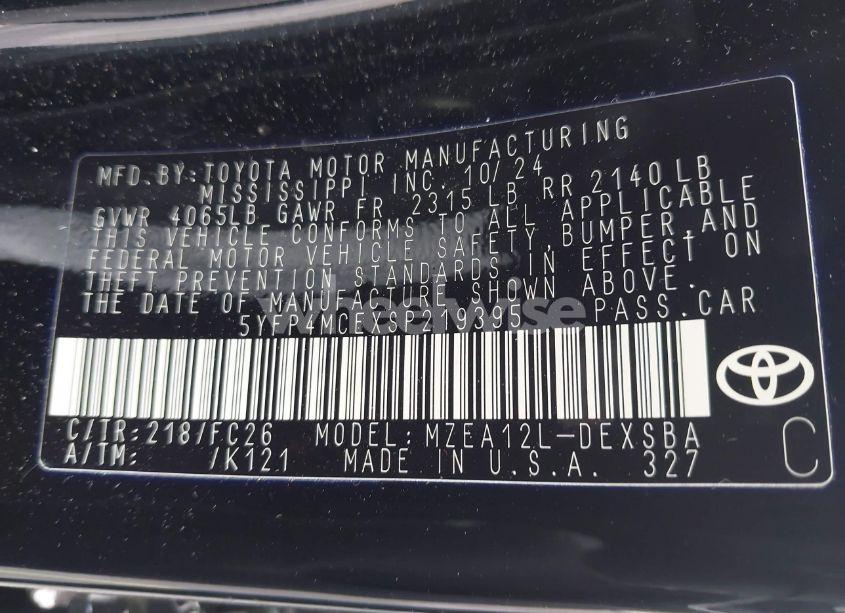 MFD. BY: TOYOTA MOTOR MANUFACTURING
MISSISSIPPI INC. 10/24
GVWR 4065LB GAWR FR 2315 LB RR 2140 LB
THIS VEHICLE CONFORMS TO ALL APPLICABLE
FEDERAL MOTOR VEHICLE SAFETY, BUMPER, AND
THEFT PREVENTION STANDARDS IN EFFECT ON
THE DATE OF MANUFACTURE SHOWN ABOVE.
PASS. CAR
Wheelwise
C/TR: 218/FC26 MODEL: MZEA12L-DEXSBA
A/TM: /K121 MADE IN U.S.A. 327
C